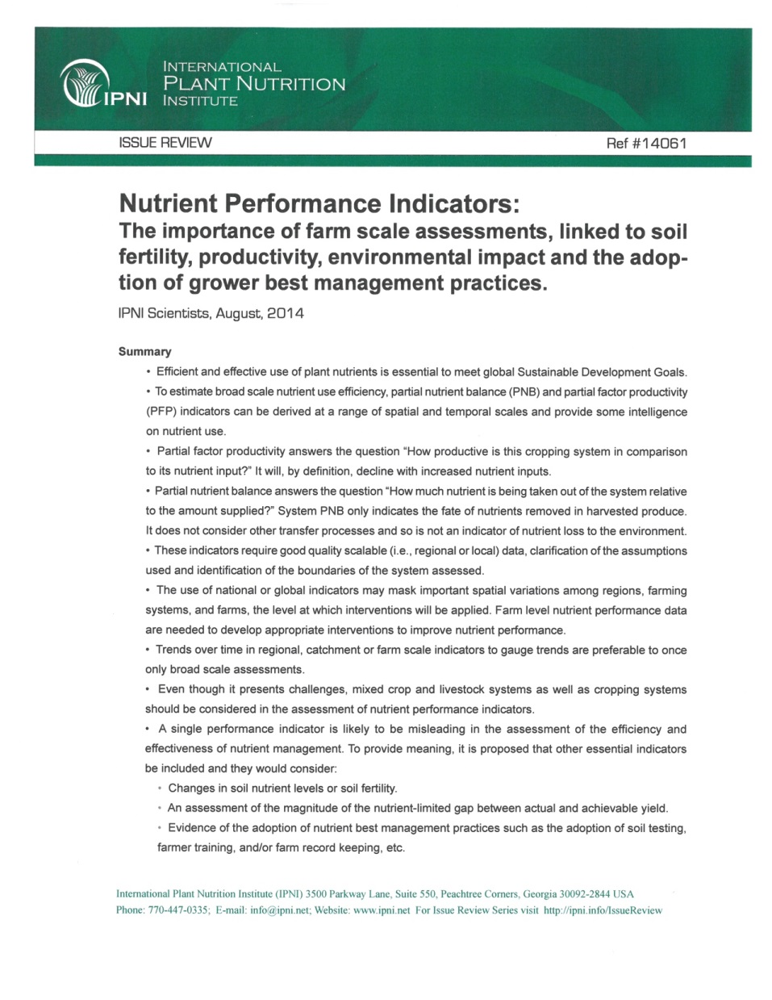 INTERNATIONAL
PLANT NUTRITION
INSTITUTE
IPNI
ISSUE REVIEW
Ref #14061
Nutrient Performance Indicators:
The importance of farm scale assessments, linked to soil
fertility, productivity, environmental impact and the adop-
tion of grower best management practices.
IPNI Scientists, August, 2014
Summary
• Efficient and effective use of plant nutrients is essential to meet global Sustainable Development Goals.
• To estimate broad scale nutrient use efficiency, partial nutrient balance (PNB) and partial factor productivity
(PFP) indicators can be derived at a range of spatial and temporal scales and provide some intelligence
on nutrient use.
• Partial factor productivity answers the question “How productive is this cropping system in comparison
to its nutrient input?” It will, by definition, decline with increased nutrient inputs.
• Partial nutrient balance answers the question “How much nutrient is being taken out of the system relative
to the amount supplied?” System PNB only indicates the fate of nutrients removed in harvested produce.
It does not consider other transfer processes and so is not an indicator of nutrient loss to the environment.
• These indicators require good quality scalable (i.e., regional or local) data, clarification of the assumptions
used and identification of the boundaries of the system assessed.
• The use of national or global indicators may mask important spatial variations among regions, farming
systems, and farms, the level at which interventions will be applied. Farm level nutrient performance data
are needed to develop appropriate interventions to improve nutrient performance.
• Trends over time in regional, catchment or farm scale indicators to gauge trends are preferable to once
only broad scale assessments.
• Even though it presents challenges, mixed crop and livestock systems as well as cropping systems
should be considered in the assessment of nutrient performance indicators.
• A single performance indicator is likely to be misleading in the assessment of the efficiency and
effectiveness of nutrient management. To provide meaning, it is proposed that other essential indicators
be included and they would consider:
• Changes in soil nutrient levels or soil fertility.
• An assessment of the magnitude of the nutrient-limited gap between actual and achievable yield.
• Evidence of the adoption of nutrient best management practices such as the adoption of soil testing,
farmer training, and/or farm record keeping, etc.
International Plant Nutrition Institute (IPNI) 3500 Parkway Lane, Suite 550, Peachtree Corners, Georgia 30092-2844 USA
Phone: 770-447-0335; E-mail: info@ipni.net; Website: www.ipni.net For Issue Review Series visit http://ipni.info/IssueReview